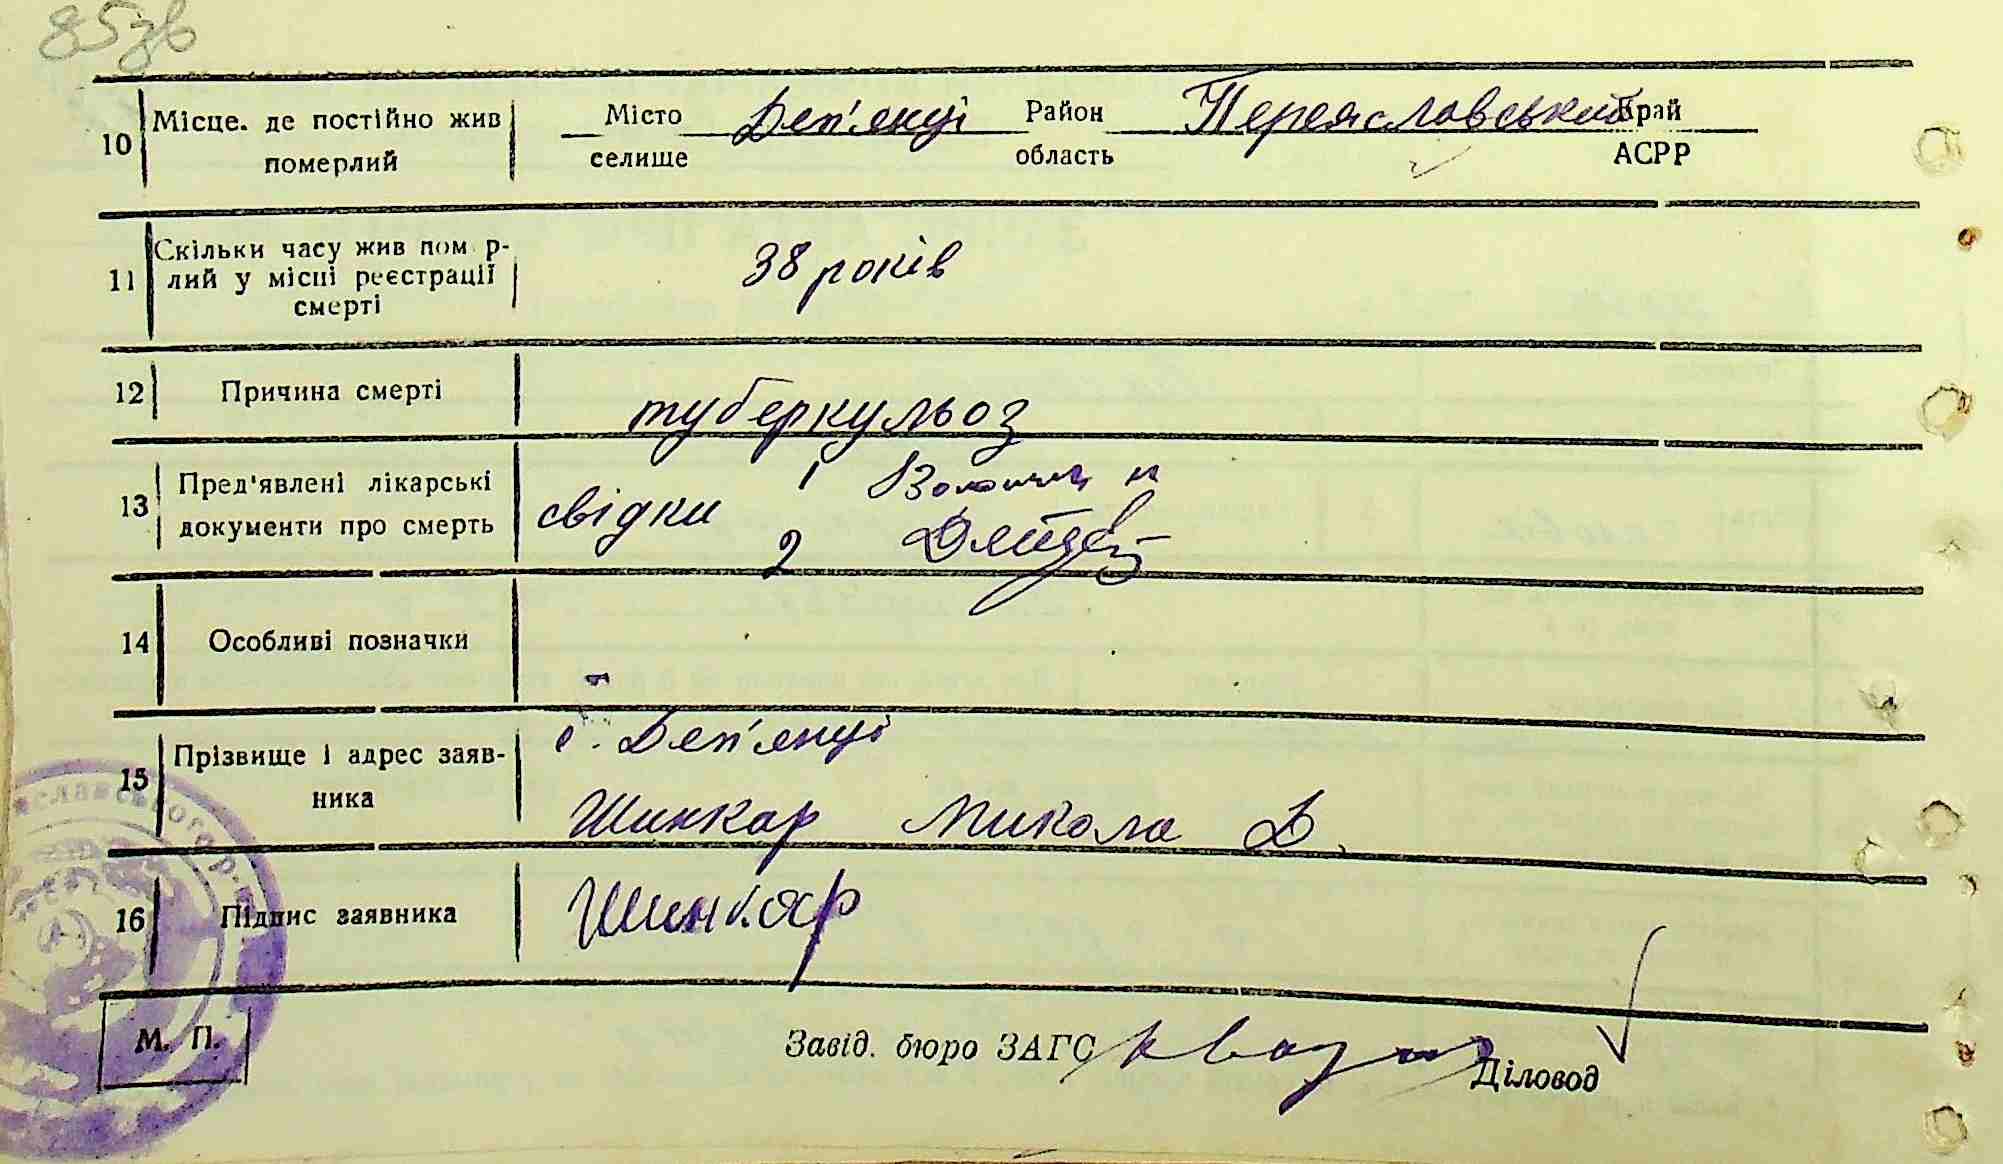 85зв
10 Місце. де постійно жив померлий Місто селище Деп'янці Район область Переяславський Край АСРР
11 Скільки часу жив пом р-
лий у місці реєстрації
смерті 38 років
12 Причина смерті туберкульоз
13 Пред'явлені лікарські
документи про смерть свідки 1
2
14 Особливі позначки
15 Прізвище і адрес заяв-
ника с. Деп'янці
Шинкар Микола Д.
16 Підпис заявника Шинкар
М. П.
Завід. бюро ЗАГС
Діловод